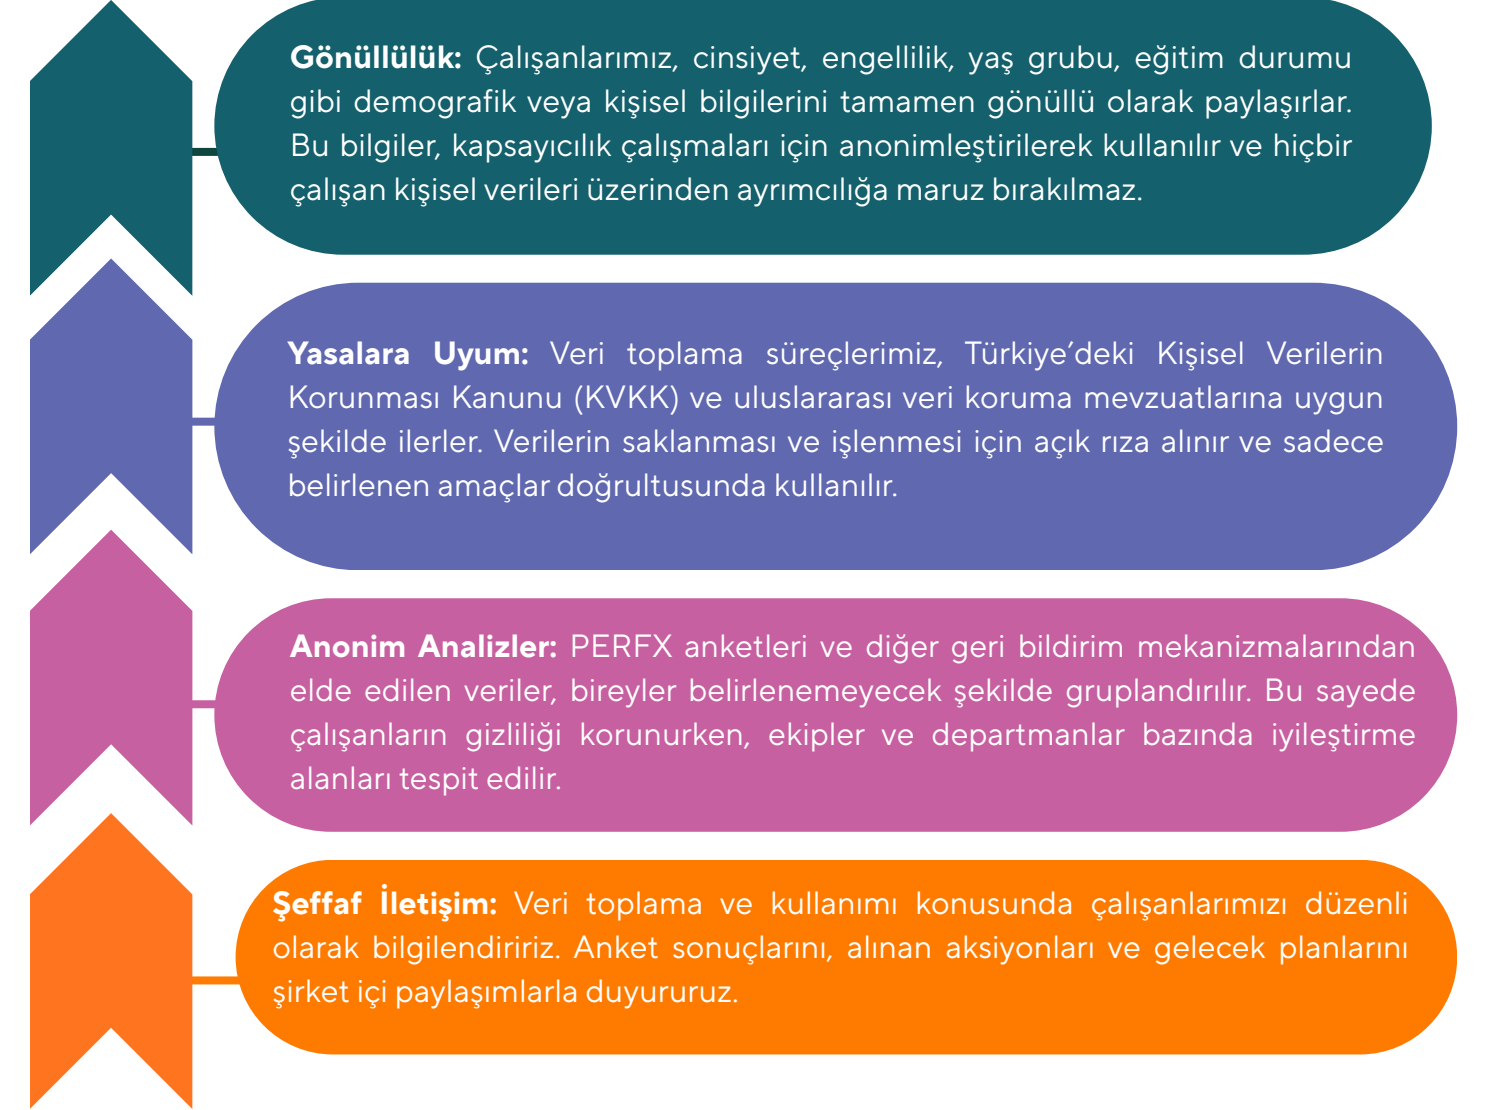 Gönüllülük: Çalışanlarımız, cinsiyet, engellilik, yaş grubu, eğitim durumu
gibi demografik veya kişisel bilgilerini tamamen gönüllü olarak paylaşırlar.
Bu bilgiler, kapsayıcılık çalışmaları için anonimleştirilerek kullanılır ve hiçbir
çalışan kişisel verileri üzerinden ayrımcılığa maruz bırakılmaz.
Yasalara Uyum: Veri toplama süreçlerimiz, Türkiye’deki Kişisel Verilerin
Korunması Kanunu (KVKK) ve uluslararası veri koruma mevzuatlarına uygun
şekilde ilerler. Verilerin saklanması ve işlenmesi için açık rıza alınır ve sadece
belirlenen amaçlar doğrultusunda kullanılır.
Anonim Analizler: PERFX anketleri ve diğer geri bildirim mekanizmalarından
elde edilen veriler, bireyler belirlenemeyecek şekilde gruplandırılır. Bu sayede
çalışanların gizliliği korunurken, ekipler ve departmanlar bazında iyileştirme
alanları tespit edilir.
Şeffaf İletişim: Veri toplama ve kullanımı konusunda çalışanlarımızı düzenli
olarak bilgilendiririz. Anket sonuçlarını, alınan aksiyonları ve gelecek planlarını
şirket içi paylaşımlarla duyururuz.